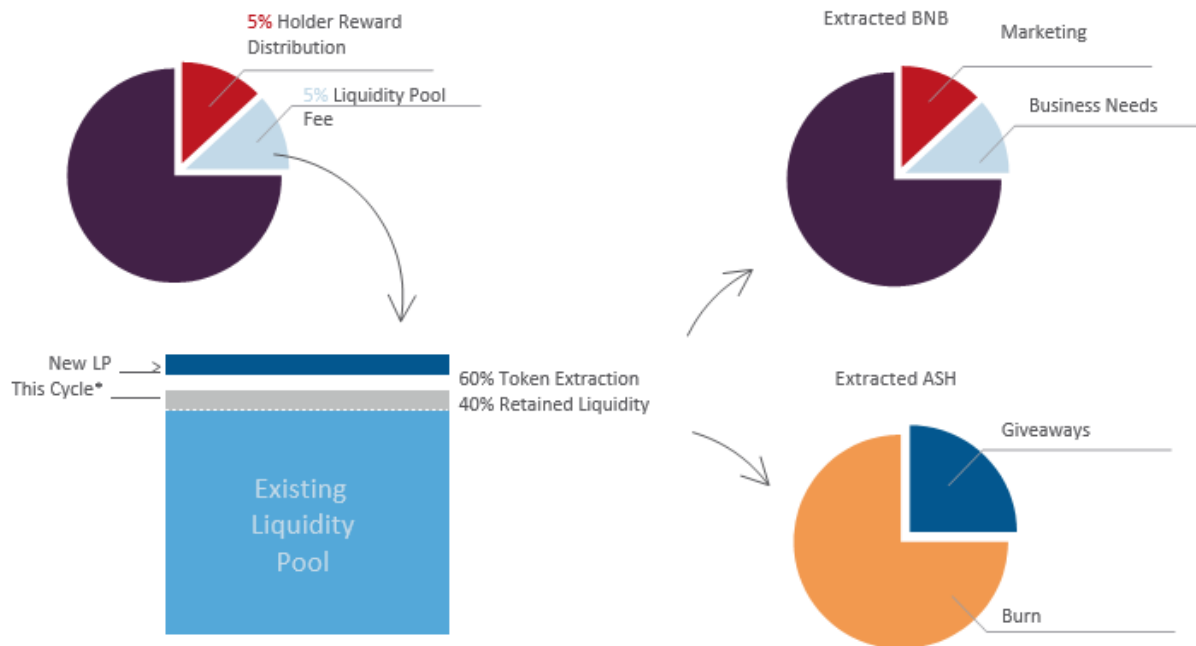 5% Holder Reward
Distribution
5% Liquidity Pool
Fee
Extracted BNB
Marketing
Business Needs
New LP
This Cycle*
60% Token Extraction
40% Retained Liquidity
Existing
Liquidity
Pool
Extracted ASH
Giveaways
Burn